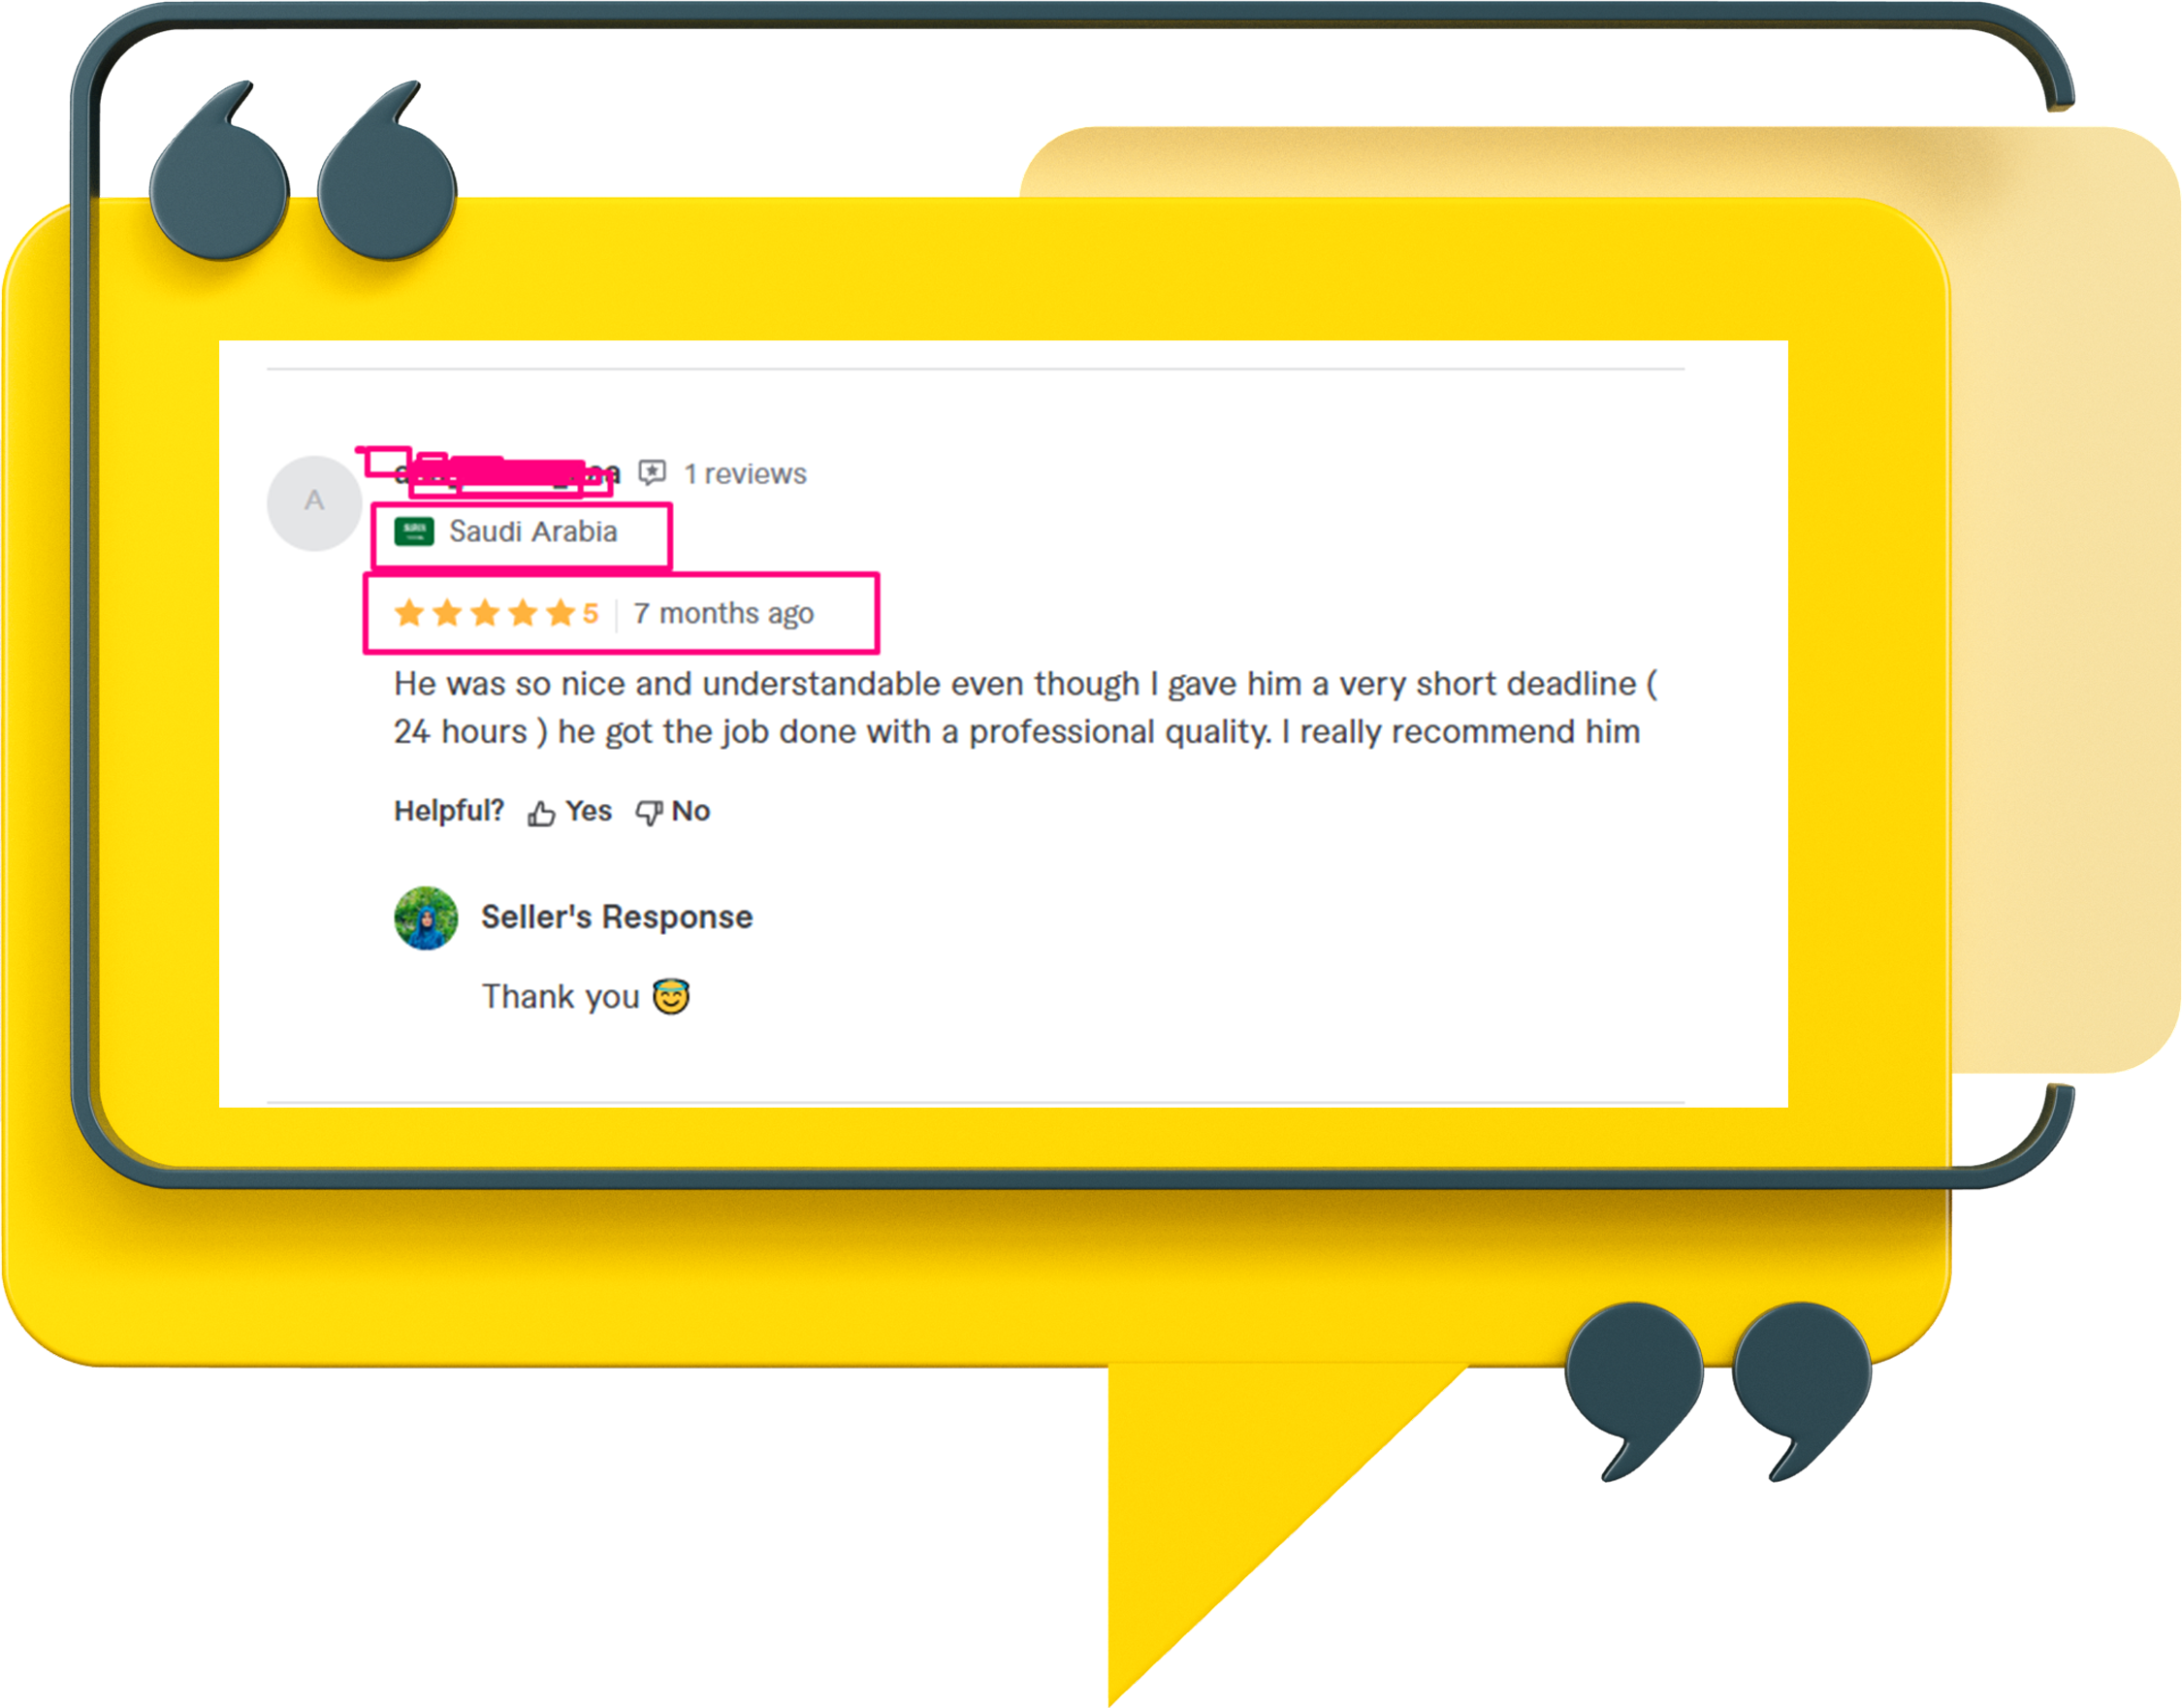 A
1 reviews
Saudi Arabia
5 | 7 months ago
He was so nice and understandable even though I gave him a very short deadline (
24 hours ) he got the job done with a professional quality. I really recommend him
Helpful? Yes No
Seller's Response
Thank you 😇